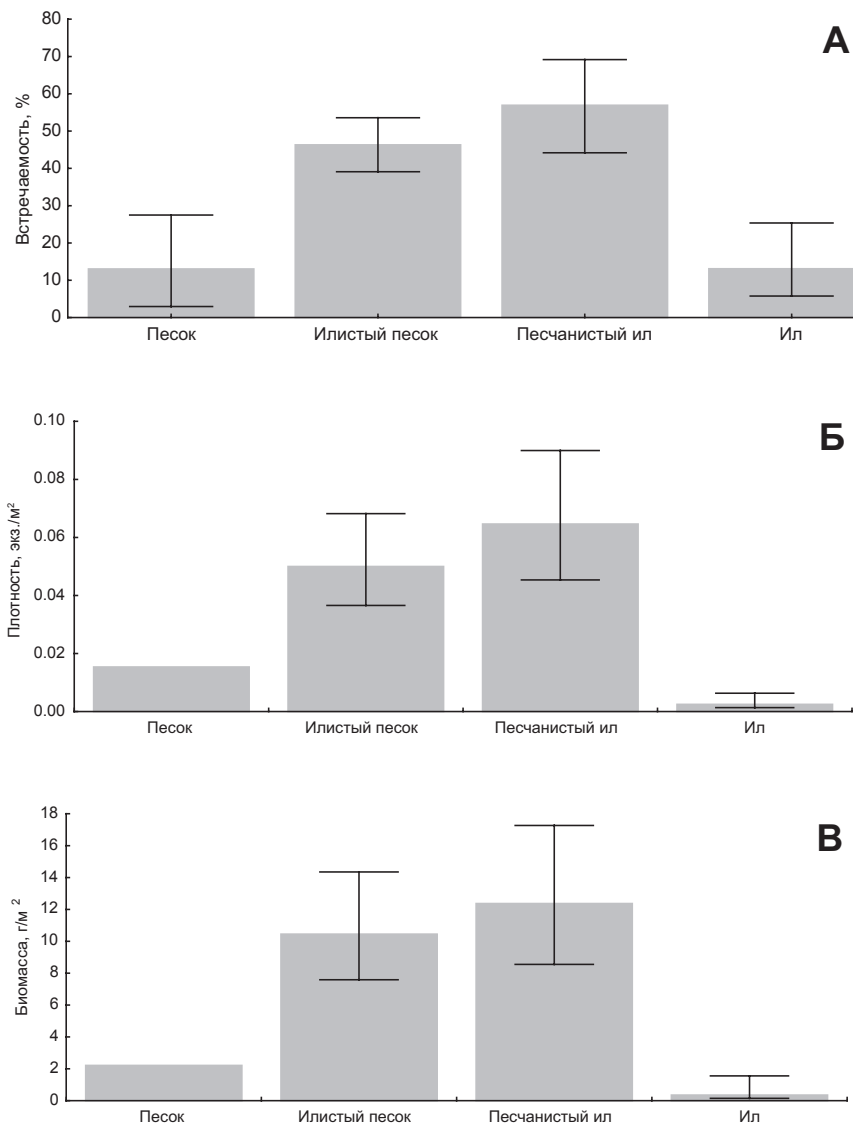 А
Встречаемость, %
80
70
60
50
40
30
20
10
0
Песок Илистый песок Песчанистый ил Ил
Б
Плотность, экз./м²
0.10
0.08
0.06
0.04
0.02
0.00
Песок Илистый песок Песчанистый ил Ил
В
Биомасса, г/м ²
18
16
14
12
10
8
6
4
2
0
Песок Илистый песок Песчанистый ил Ил